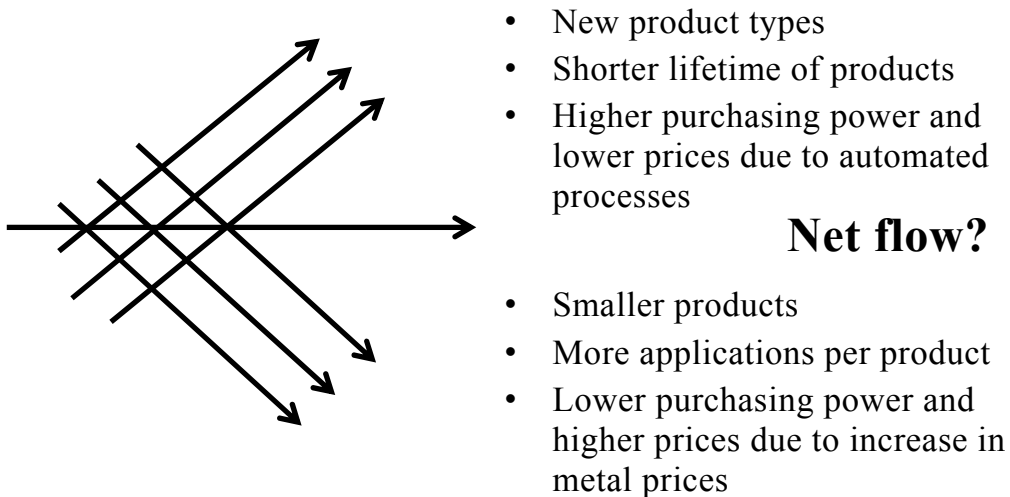 • New product types
• Shorter lifetime of products
• Higher purchasing power and
lower prices due to automated
processes
Net flow?
• Smaller products
• More applications per product
• Lower purchasing power and
higher prices due to increase in
metal prices